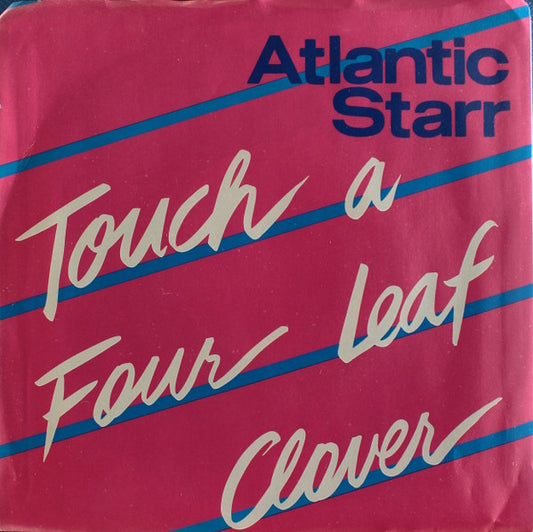 Atlantic
Starr
Touch a
Four Leaf
Clover